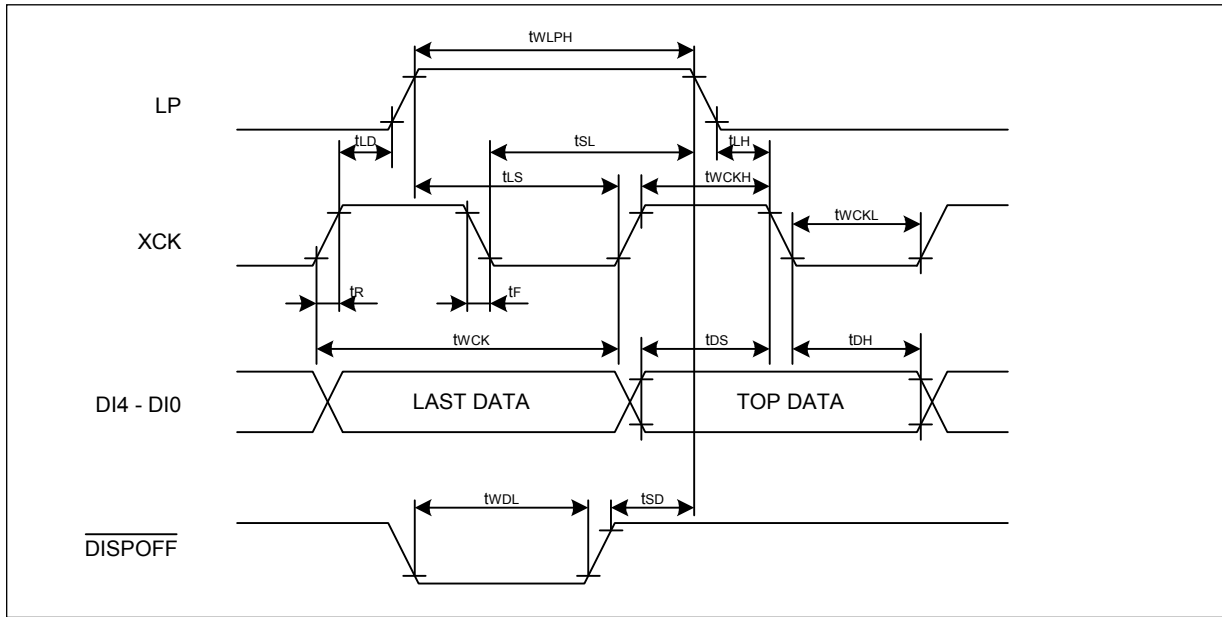 tWLPH
LP
tLD
tSL
tLH
tLS
tWCKH
tWCKL
XCK
tR
tF
tWCK
tDS
tDH
DI4 - DI0
LAST DATA
TOP DATA
tWDL
tSD
DISPOFF